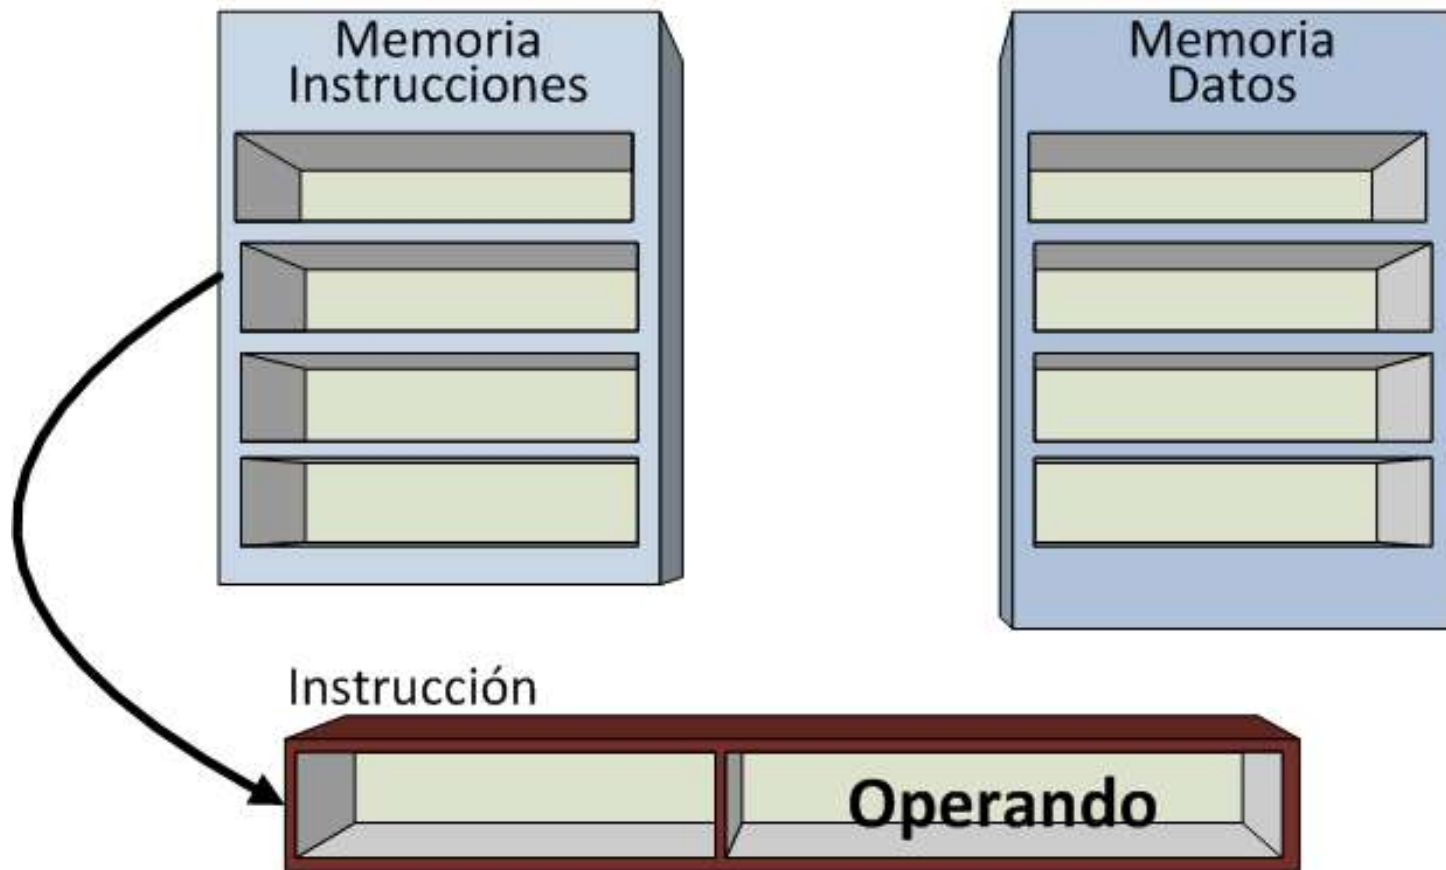 Memoria
Instrucciones
Memoria
Datos
Instrucción
Operando